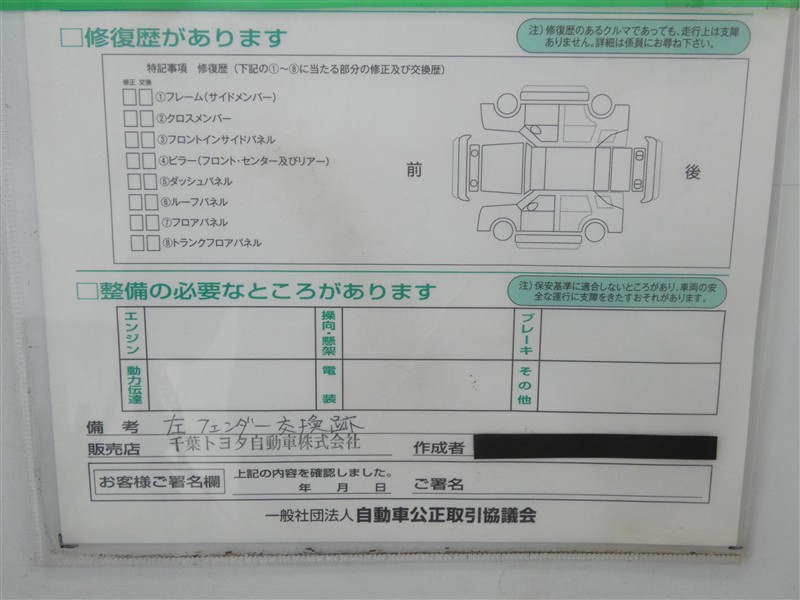 □修復歴があります
注）修復歴のあるクルマであっても、走行上は支障
ありません。詳細は係員にお尋ね下さい。
特記事項 修復歴（下記の①〜⑧に当たる部分の修正及び交換歴）
修正 交換
①フレーム（サイドメンバー）
②クロスメンバー
③フロントインサイドパネル
④ピラー（フロント・センター及びリアー）
⑤ダッシュパネル
⑥ルーフパネル
⑦フロアパネル
⑧トランクフロアパネル
前
後
□整備の必要なところがあります
注）保安基準に適合しないところがあり、車両の安
全な運行に支障をきたすおそれがあります。
エンジン
操向・懸架
ブレーキ
動力伝達
電装
その他
備考 左フェンダー交換跡
販売店 千葉トヨタ自動車株式会社 作成者
お客様ご署名欄
上記の内容を確認しました。
年 月 日 ご署名
一般社団法人 自動車公正取引協議会